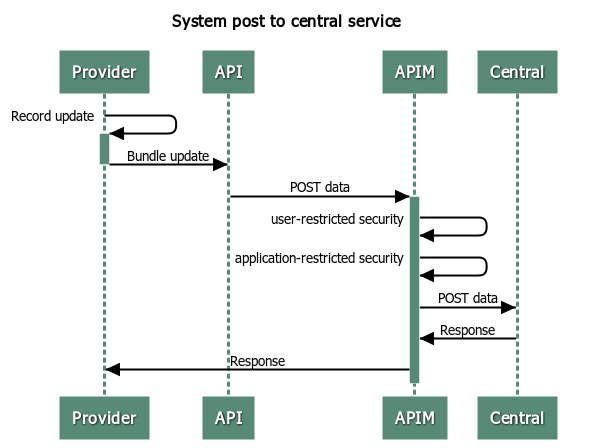 System post to central service
Provider
API
APIM
Central
Record update
Bundle update
POST data
user-restricted security
application-restricted security
POST data
Response
Response
Provider
API
APIM
Central